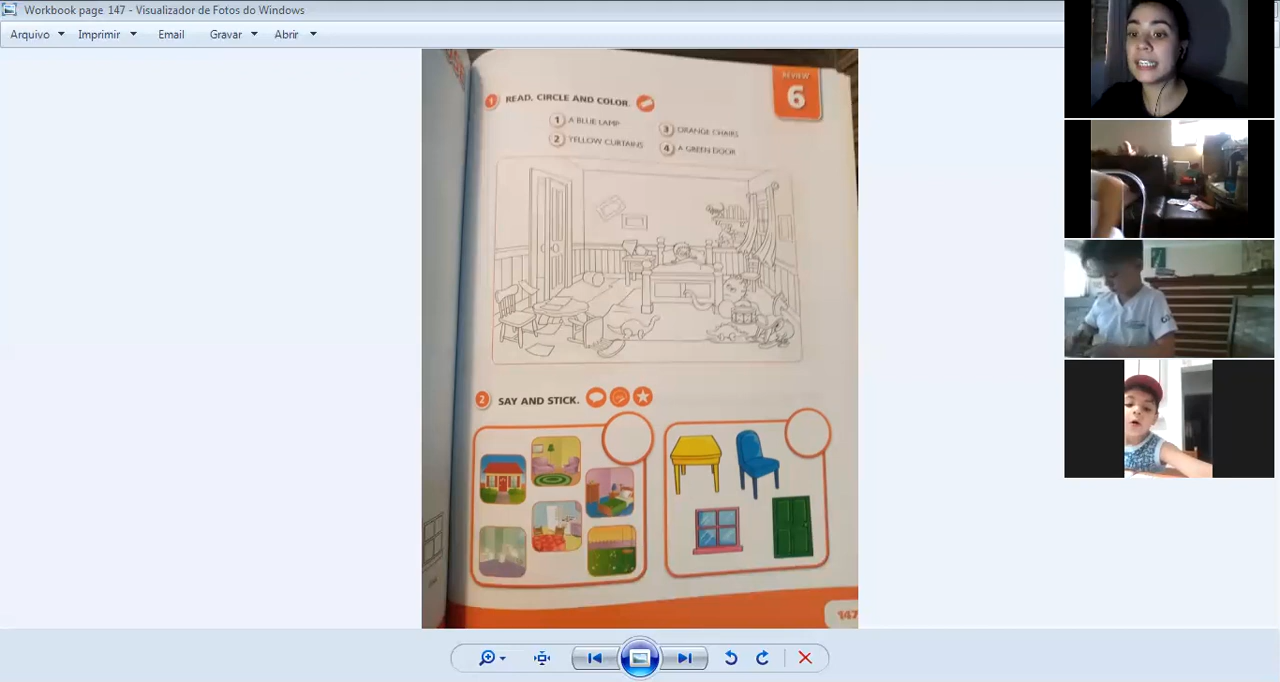 Workbook page 147 - Visualizador de Fotos do Windows
Arquivo Imprimir Email Gravar Abrir
REVIEW
6
1 READ, CIRCLE AND COLOR.
1 A BLUE LAMP
2 YELLOW CURTAINS
3 ORANGE CHAIRS
4 A GREEN DOOR
2 SAY AND STICK.
147